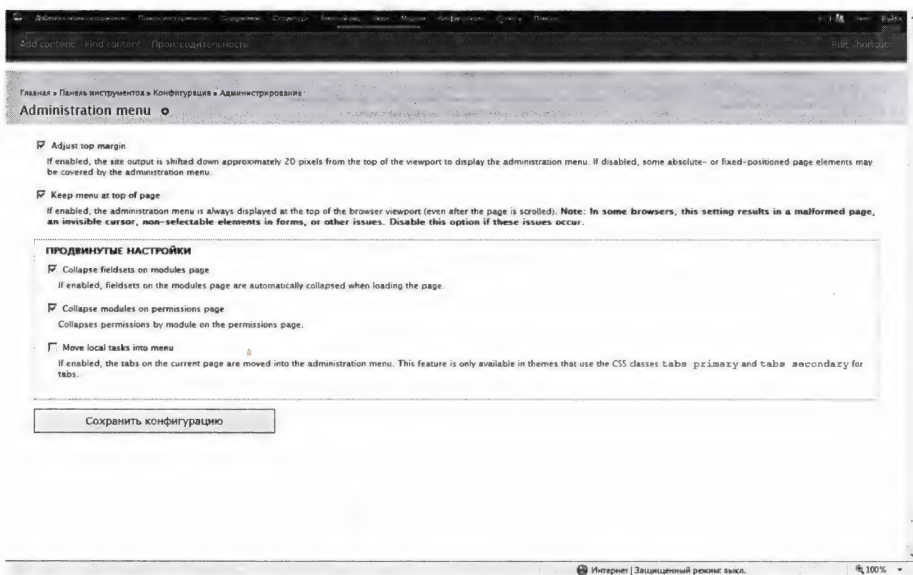 Add content Find content Производительность Edit shortcuts
Главная » Панель инструментов » Конфигурация » Администрирование
Administration menu
Adjust top margin
If enabled, the site output is shifted down approximately 20 pixels from the top of the viewport to display the administration menu. If disabled, some absolute- or fixed-positioned page elements may
be covered by the administration menu.
Keep menu at top of page
If enabled, the administration menu is always displayed at the top of the browser viewport (even after the page is scrolled). Note: In some browsers, this setting results in a malformed page,
an invisible cursor, non-selectable elements in forms, or other issues. Disable this option if these issues occur.
ПРОДВИНУТЫЕ НАСТРОЙКИ
Collapse fieldsets on modules page
If enabled, fieldsets on the modules page are automatically collapsed when loading the page.
Collapse modules on permissions page
Collapses permissions by module on the permissions page.
Move local tasks into menu
If enabled, the tabs on the current page are moved into the administration menu. This feature is only available in themes that use the CSS classes tabs primary and tabs secondary for
tabs.
Сохранить конфигурацию
Интернет | Защищенный режим: выкл. 100%